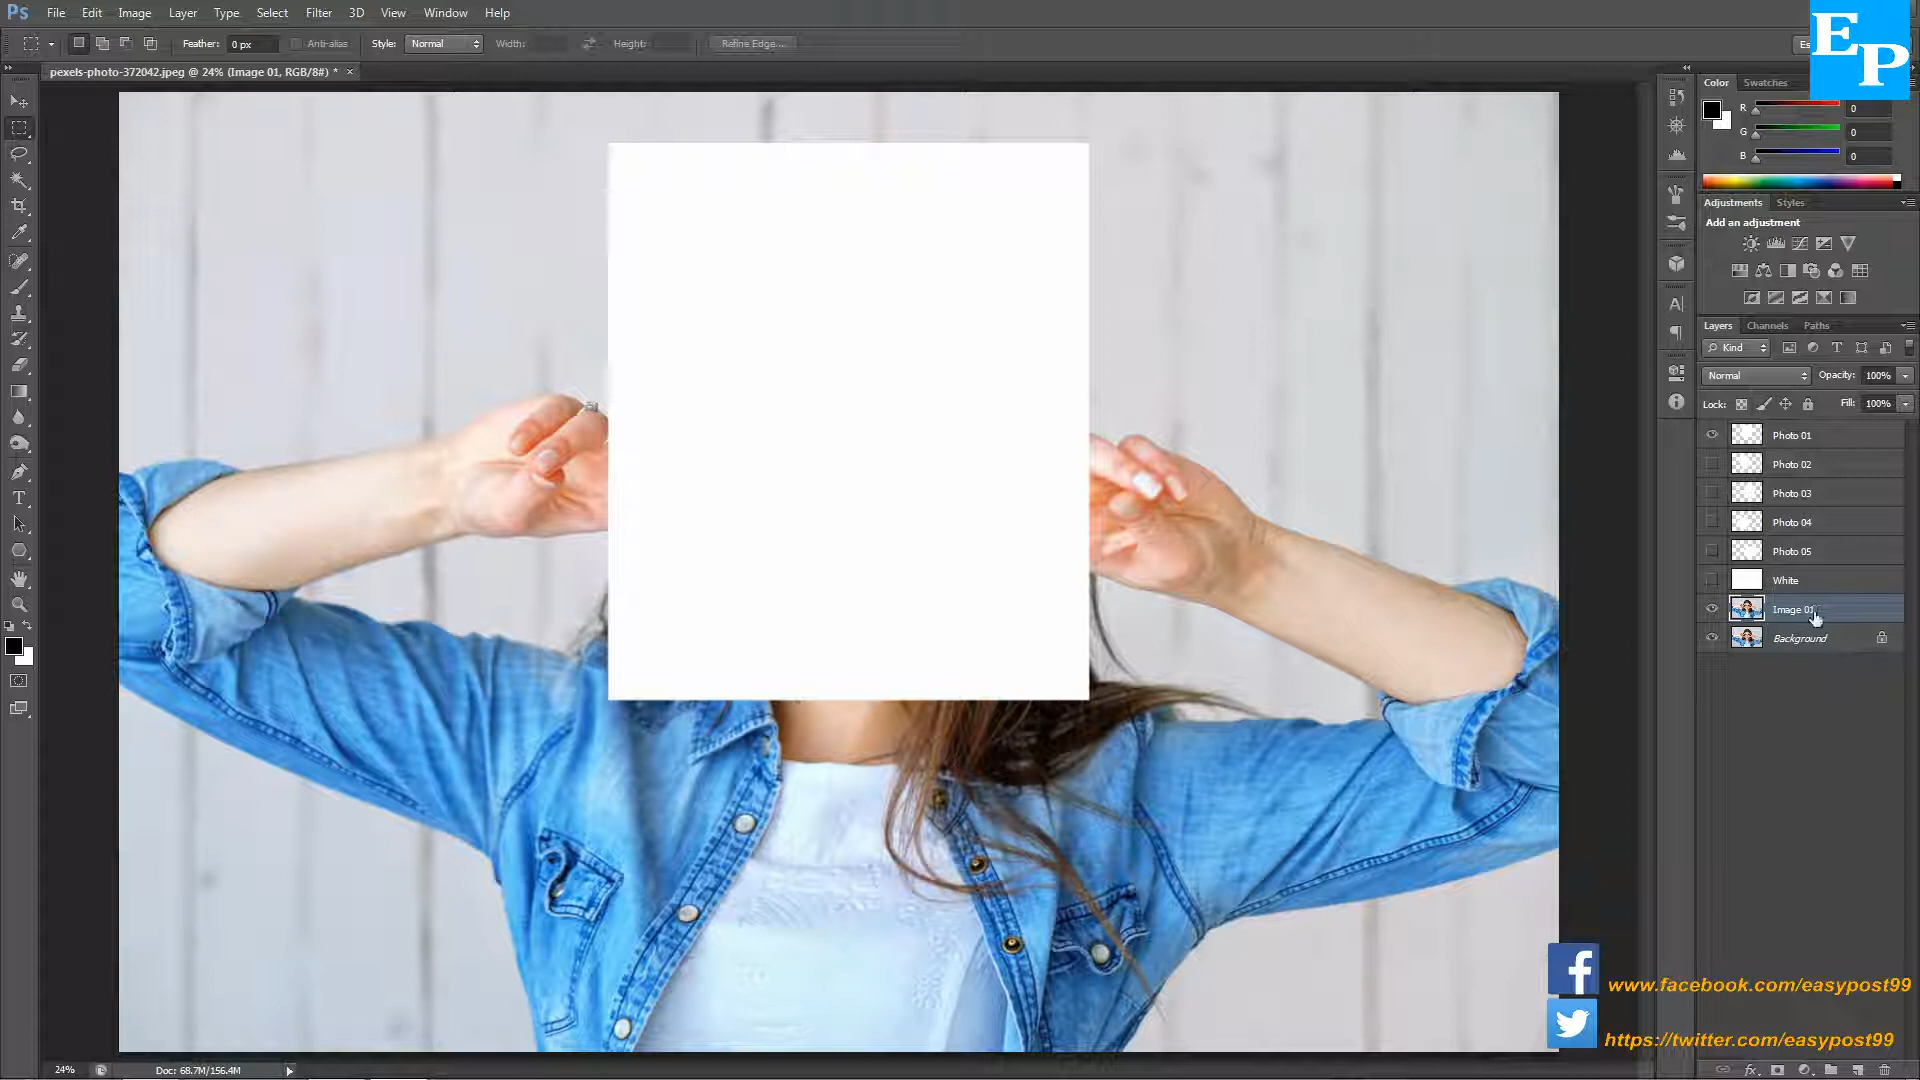 Ps File Edit Image Layer Type Select Filter 3D View Window Help
Feather: 0 px Anti-alias Style: Normal Width: Height: Refine Edge... Es
EP
pexels-photo-372042.jpeg @ 24% (Image 01, RGB/8#) * ×
Color Swatches
R 0
G 0
B 0
Adjustments Styles
Add an adjustment
Layers Channels Paths
Kind T
Normal Opacity: 100%
Lock: Fill: 100%
Photo 01
Photo 02
Photo 03
Photo 04
Photo 05
White
Image 01
Background
www.facebook.com/easypost99
https://twitter.com/easypost99
24% Doc: 68.7M/156.4M
fx